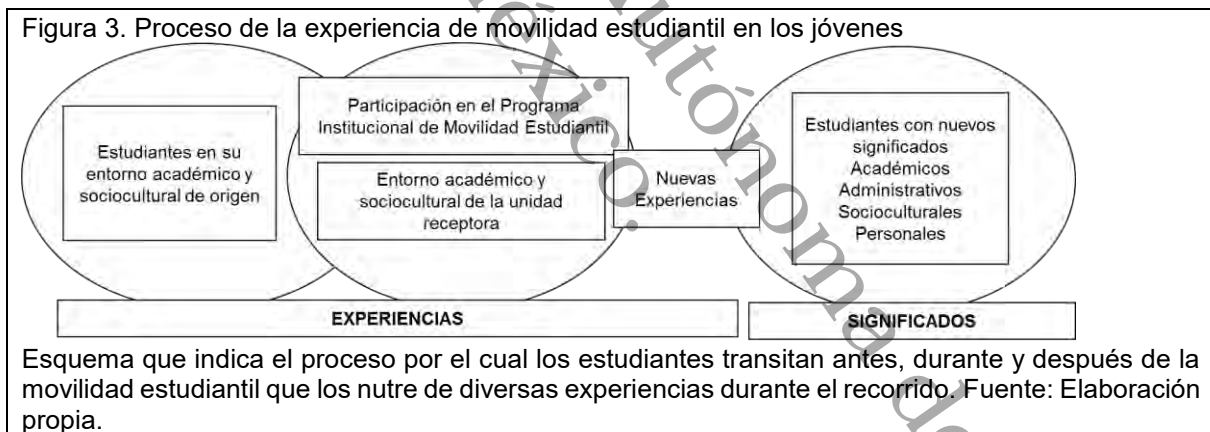 Figura 3. Proceso de la experiencia de movilidad estudiantil en los jóvenes
Estudiantes en su
entorno académico y
sociocultural de origen
Participación en el Programa
Institucional de Movilidad Estudiantil
Entorno académico y
sociocultural de la unidad
receptora
Nuevas
Experiencias
Estudiantes con nuevos
significados
Académicos
Administrativos
Socioculturales
Personales
EXPERIENCIAS
SIGNIFICADOS
Esquema que indica el proceso por el cual los estudiantes transitan antes, durante y después de la
movilidad estudiantil que los nutre de diversas experiencias durante el recorrido. Fuente: Elaboración
propia.
Autónoma de
México.